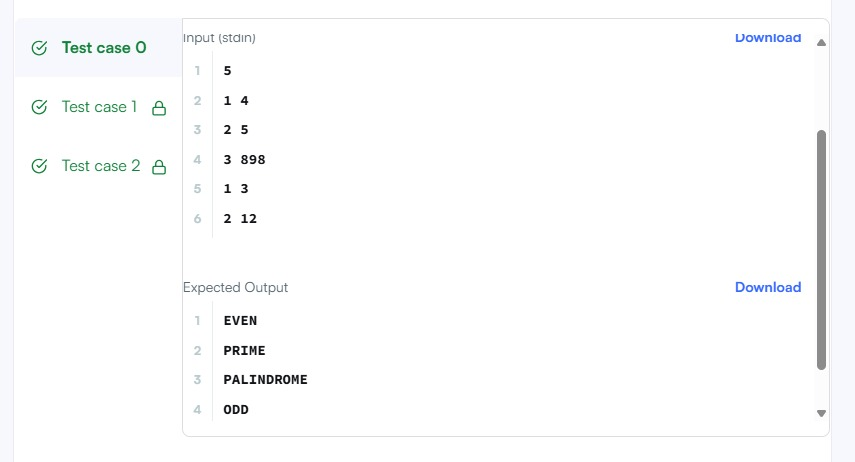 Test case 0
Test case 1
Test case 2
Input (stdin)
Download
1 5
2 1 4
3 2 5
4 3 898
5 1 3
6 2 12
Expected Output
Download
1 EVEN
2 PRIME
3 PALINDROME
4 ODD